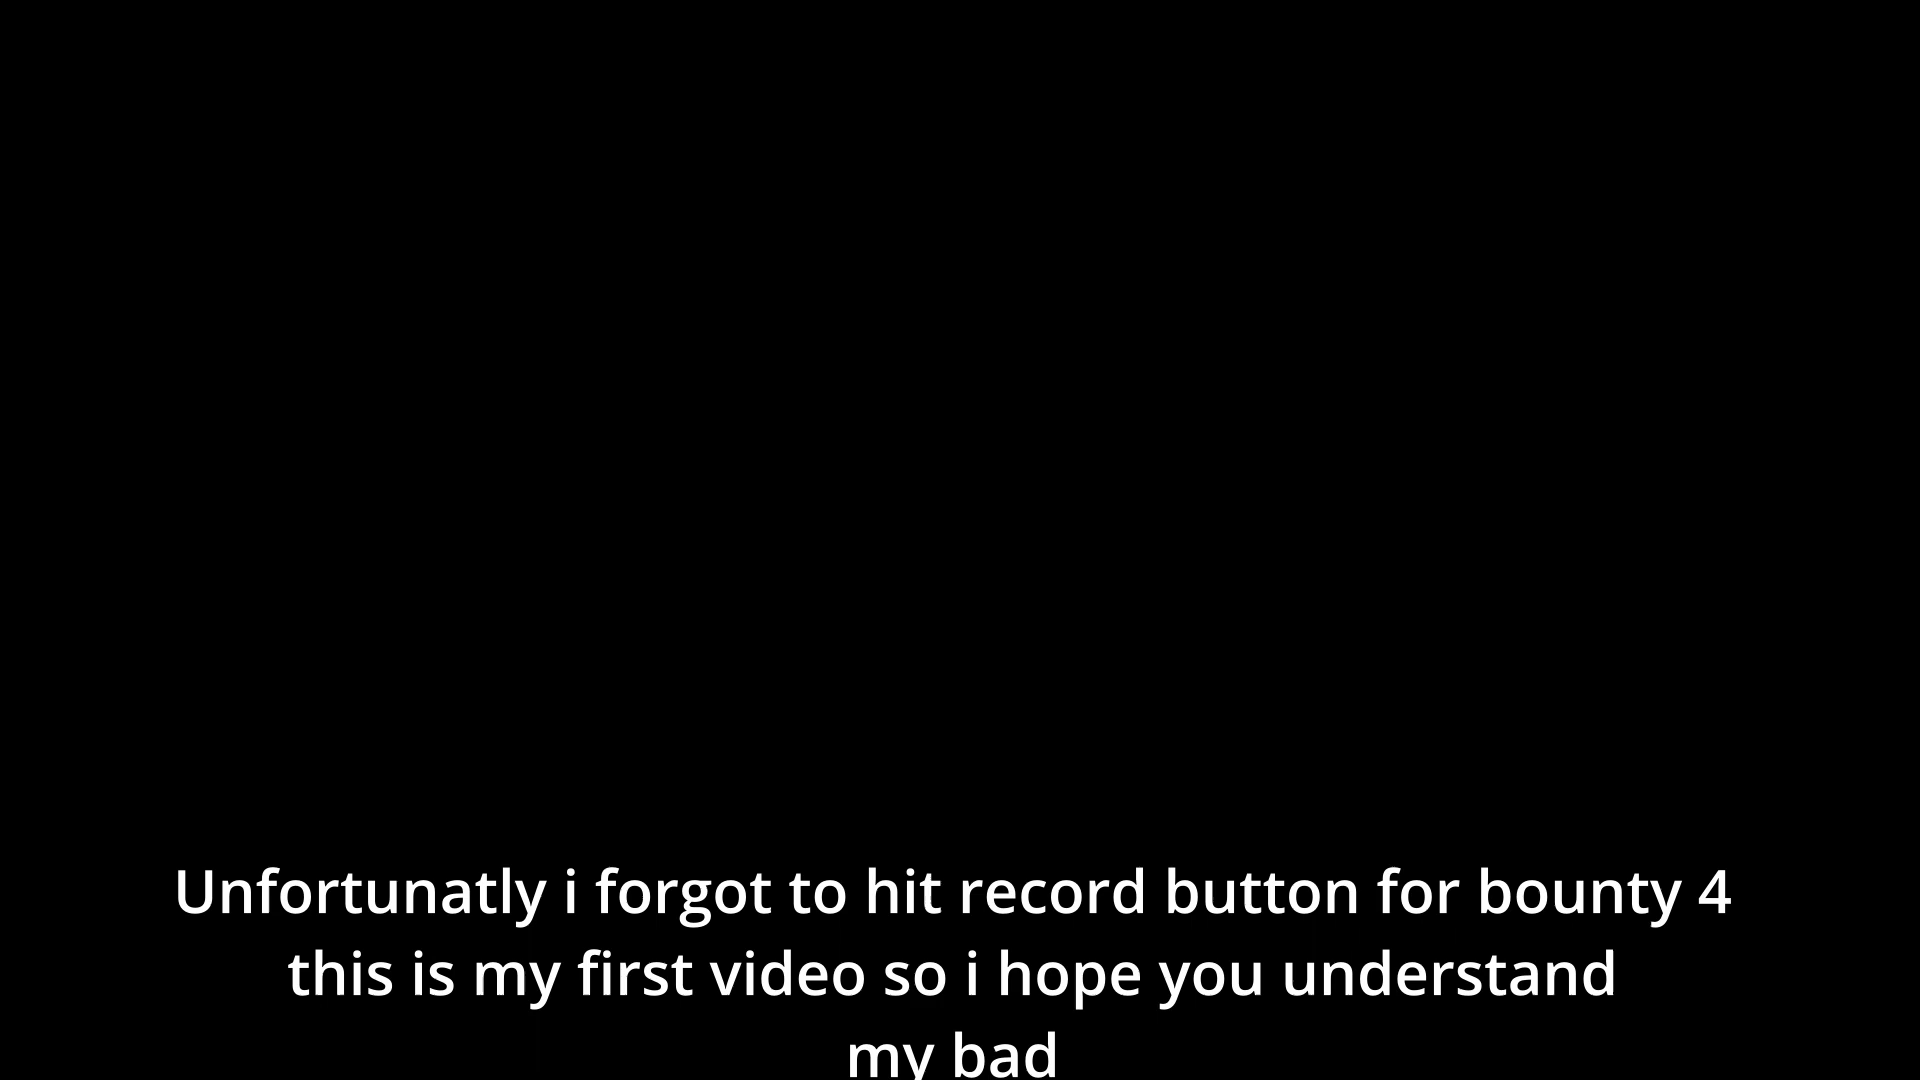 Unfortunatly i forgot to hit record button for bounty 4
this is my first video so i hope you understand
my bad